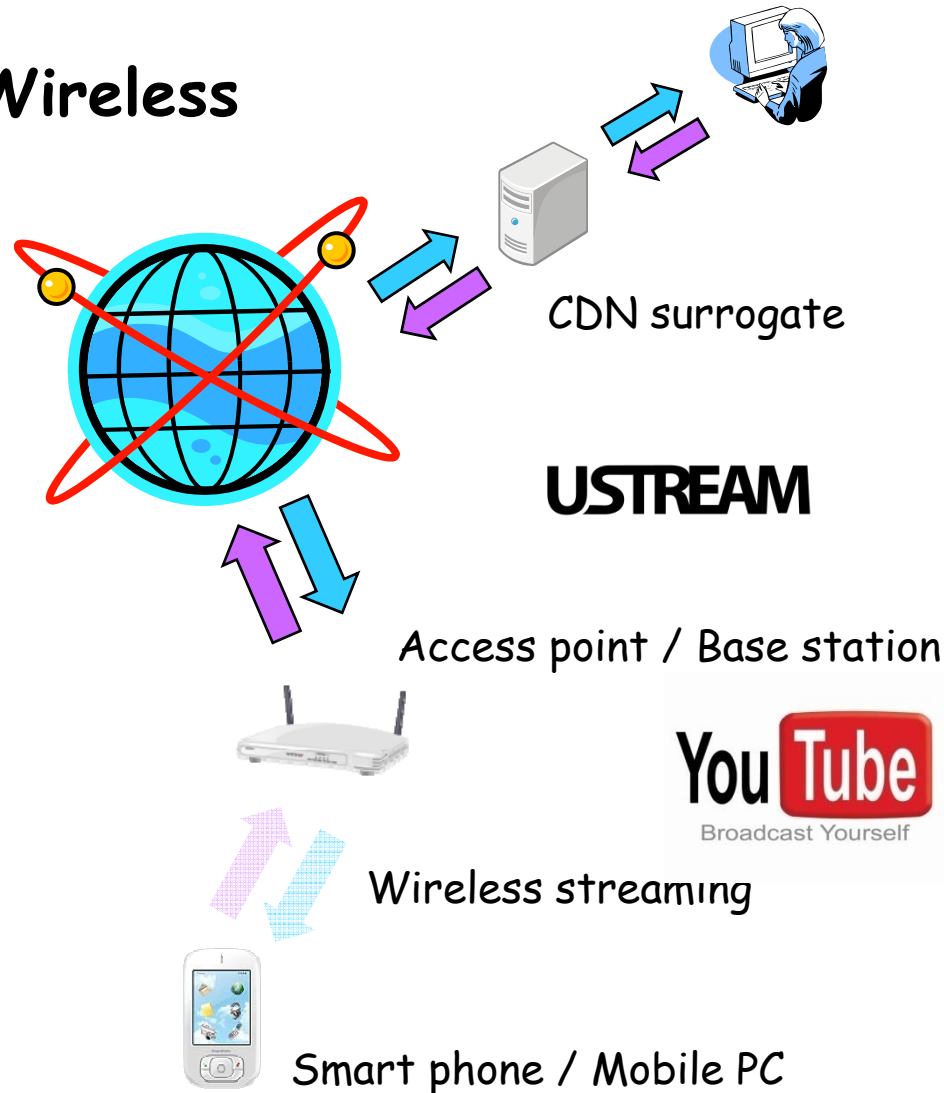 Wireless
CDN surrogate
USTREAM
Access point / Base station
You Tube
Broadcast Yourself
Wireless streaming
Smart phone / Mobile PC